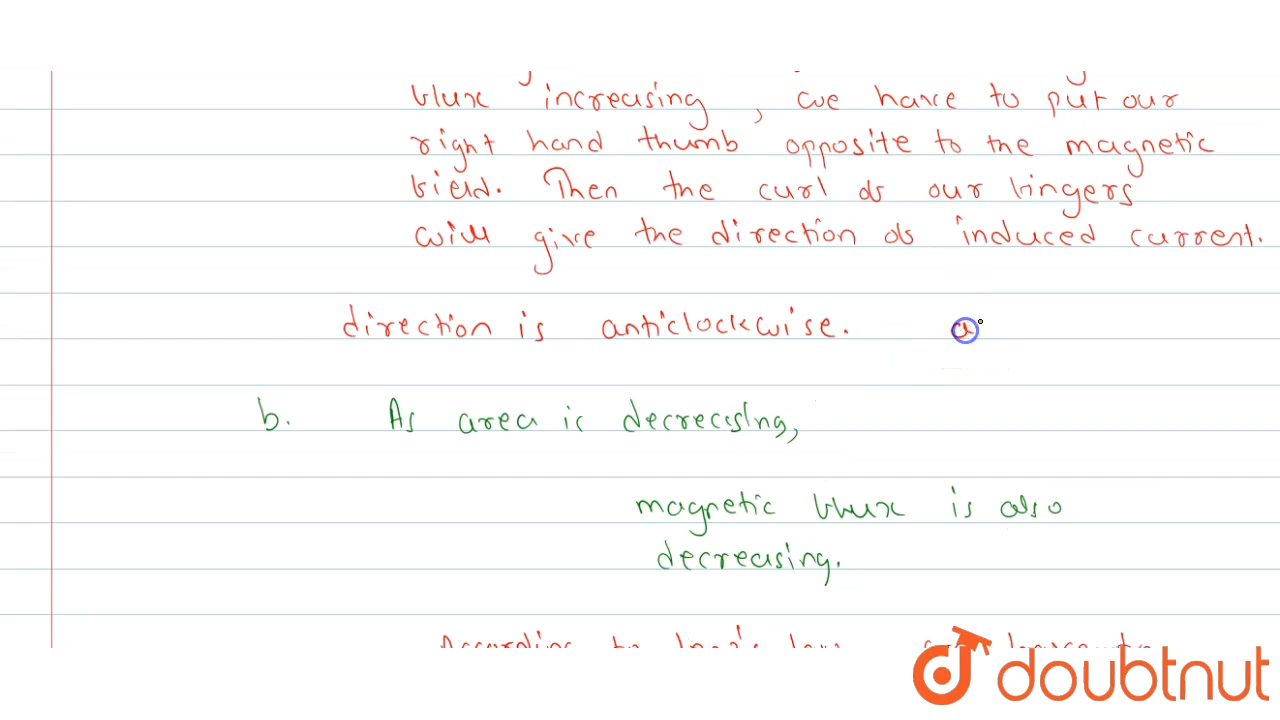 flux increasing, we have to put our
right hand thumb opposite to the magnetic
field. Then the curl of our fingers
will give the direction of induced current.
direction is anticlockwise. a
b. As area is decreasing,
magnetic flux is also
decreasing.
According to
doubtnut